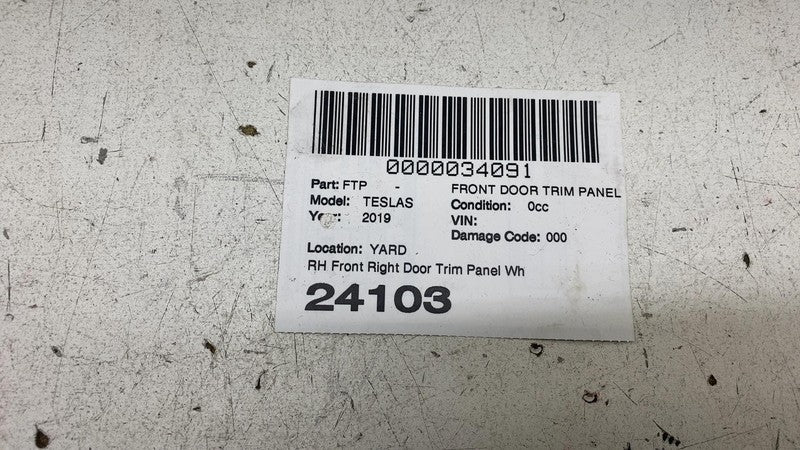 0000034091
Part: FTP - FRONT DOOR TRIM PANEL
Model: TESLAS Condition: 0cc
Year: 2019 VIN:
Damage Code: 000
Location: YARD
RH Front Right Door Trim Panel Wh
24103